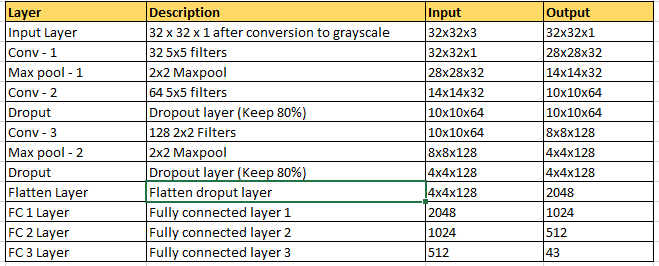 Layer Description Input Output
Input Layer 32 x 32 x 1 after conversion to grayscale 32x32x3 32x32x1
Conv - 1 32 5x5 filters 32x32x1 28x28x32
Max pool - 1 2x2 Maxpool 28x28x32 14x14x32
Conv - 2 64 5x5 filters 14x14x32 10x10x64
Droput Dropout layer (Keep 80%) 10x10x64 10x10x64
Conv - 3 128 2x2 Filters 10x10x64 8x8x128
Max pool - 2 2x2 Maxpool 8x8x128 4x4x128
Droput Dropout layer (Keep 80%) 4x4x128 4x4x128
Flatten Layer Flatten droput layer 4x4x128 2048
FC 1 Layer Fully connected layer 1 2048 1024
FC 2 Layer Fully connected layer 2 1024 512
FC 3 Layer Fully connected layer 3 512 43